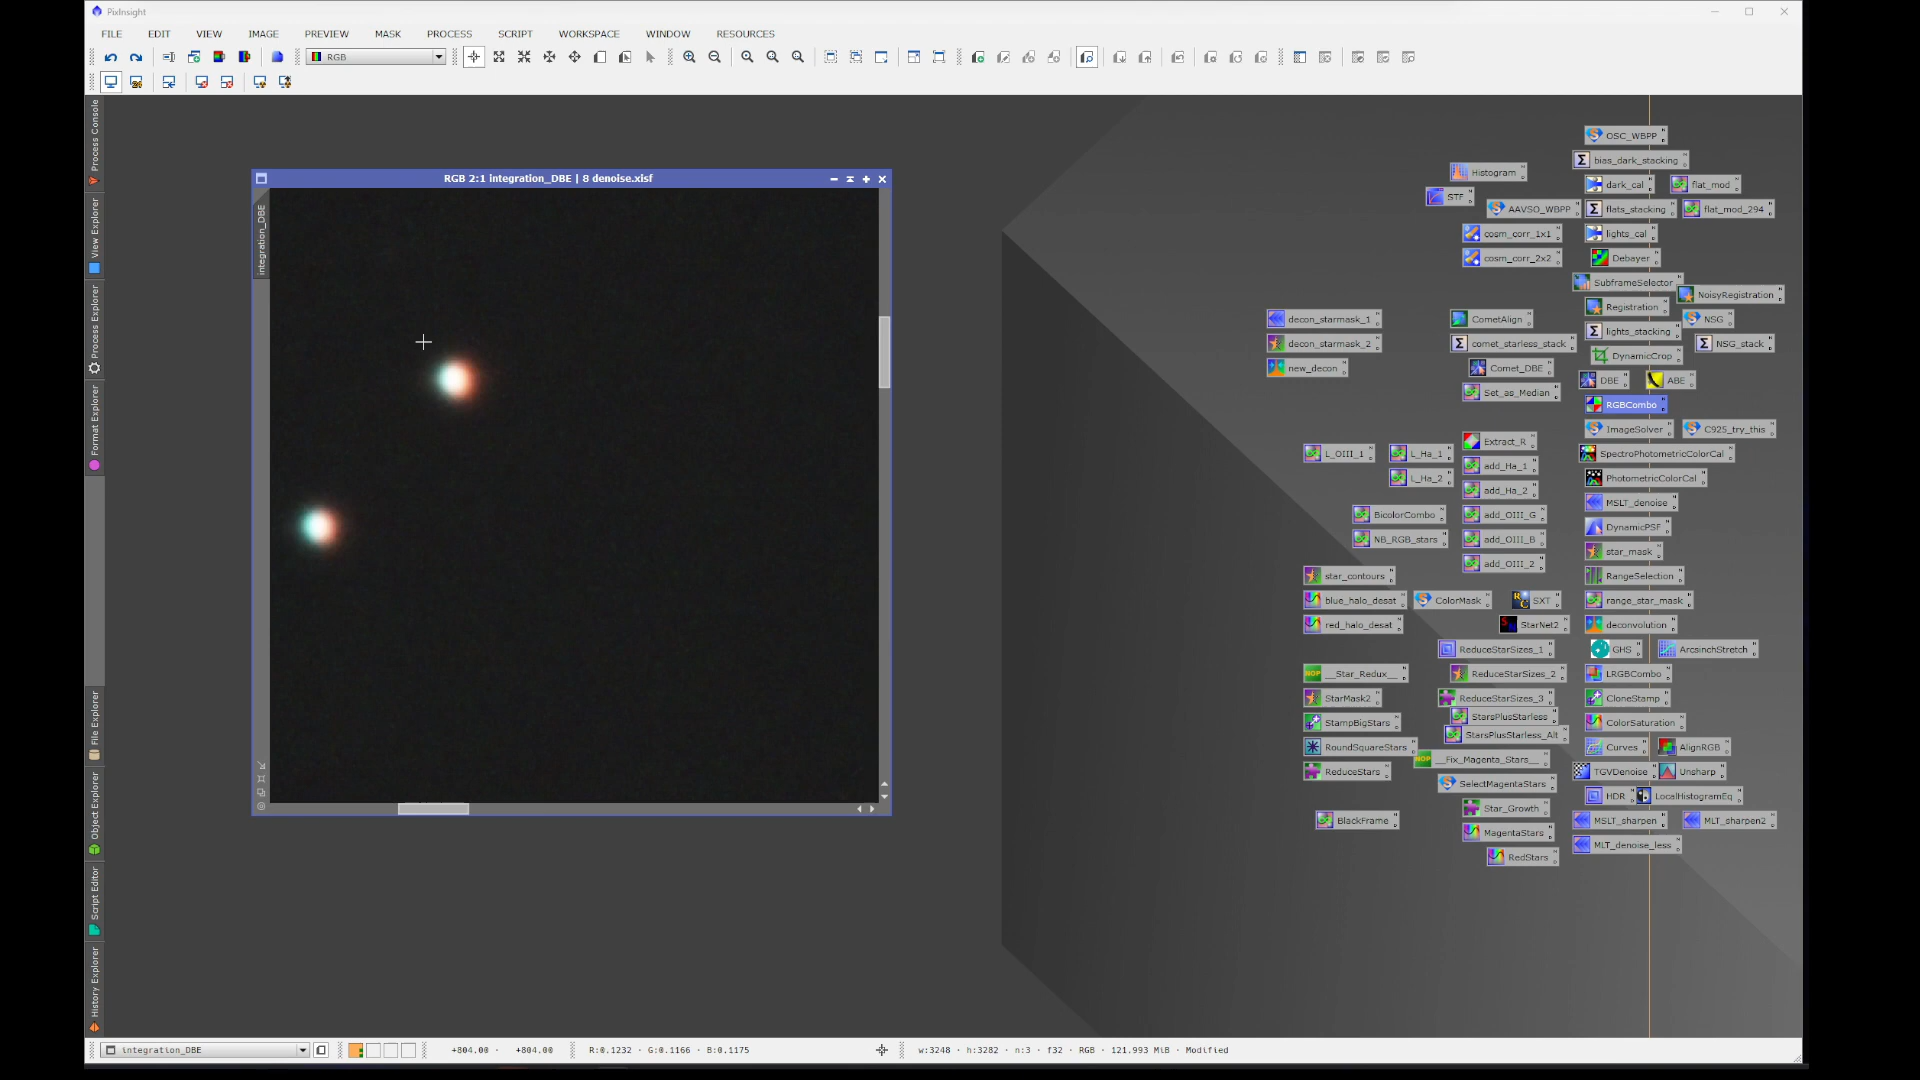 PixInsight
FILE EDIT VIEW IMAGE PREVIEW MASK PROCESS SCRIPT WORKSPACE WINDOW RESOURCES
RGB
Process Console
View Explorer
Process Explorer
Format Explorer
File Explorer
Object Explorer
Script Editor
History Explorer
RGB 2:1 integration_DBE | 8 denoise.xisf
integration_DBE
OSC_WBPP
bias_dark_stacking
Histogram
dark_cal
flat_mod
STF
AAVSO_WBPP
flats_stacking
flat_mod_294
cosm_corr_1x1
lights_cal
cosm_corr_2x2
Debayer
SubframeSelector
NoisyRegistration
Registration
decon_starmask_1
CometAlign
NSG
lights_stacking
decon_starmask_2
comet_starless_stack
NSG_stack
DynamicCrop
new_decon
Comet_DBE
DBE
ABE
Set_as_Median
RGBCombo
ImageSolver
C925_try_this
Extract_R
L_OIII_1
L_Ha_1
SpectroPhotometricColorCal
add_Ha_1
L_Ha_2
PhotometricColorCal
add_Ha_2
MSLT_denoise
BicolorCombo
add_OIII_G
DynamicPSF
NB_RGB_stars
add_OIII_B
star_mask
add_OIII_2
star_contours
RangeSelection
blue_halo_desat
ColorMask
SXT
range_star_mask
red_halo_desat
StarNet2
deconvolution
ReduceStarSizes_1
GHS
ArcsinchStretch
__Star_Redux__
ReduceStarSizes_2
LRGBCombo
StarMask2
ReduceStarSizes_3
CloneStamp
StampBigStars
StarsPlusStarless
ColorSaturation
StarsPlusStarless_Alt
RoundSquareStars
Curves
AlignRGB
__Fix_Magenta_Stars__
ReduceStars
TGVDenoise
Unsharp
SelectMagentaStars
HDR
LocalHistogramEq
Star_Growth
BlackFrame
MSLT_sharpen
MLT_sharpen2
MagentaStars
MLT_denoise_less
RedStars
integration_DBE
+804.00 · +804.00
R:0.1232 · G:0.1166 · B:0.1175
w:3248 · h:3282 · n:3 · f32 · RGB · 121.993 MiB · Modified